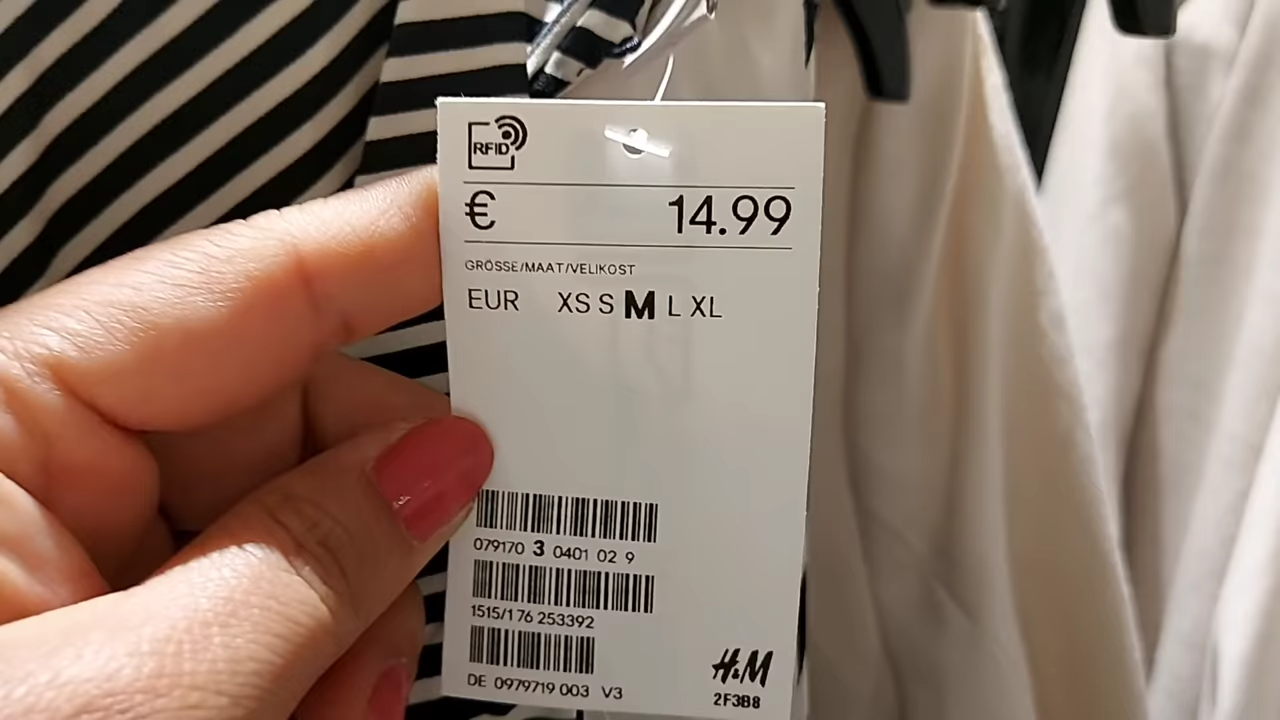 RFID
€ 14.99
GRÖSSE/MAAT/VELIKOST
EUR XS S M L XL
079170 3 0401 02 9
1515/176 253392
DE 0979719 003 V3
H&M
2F3B8